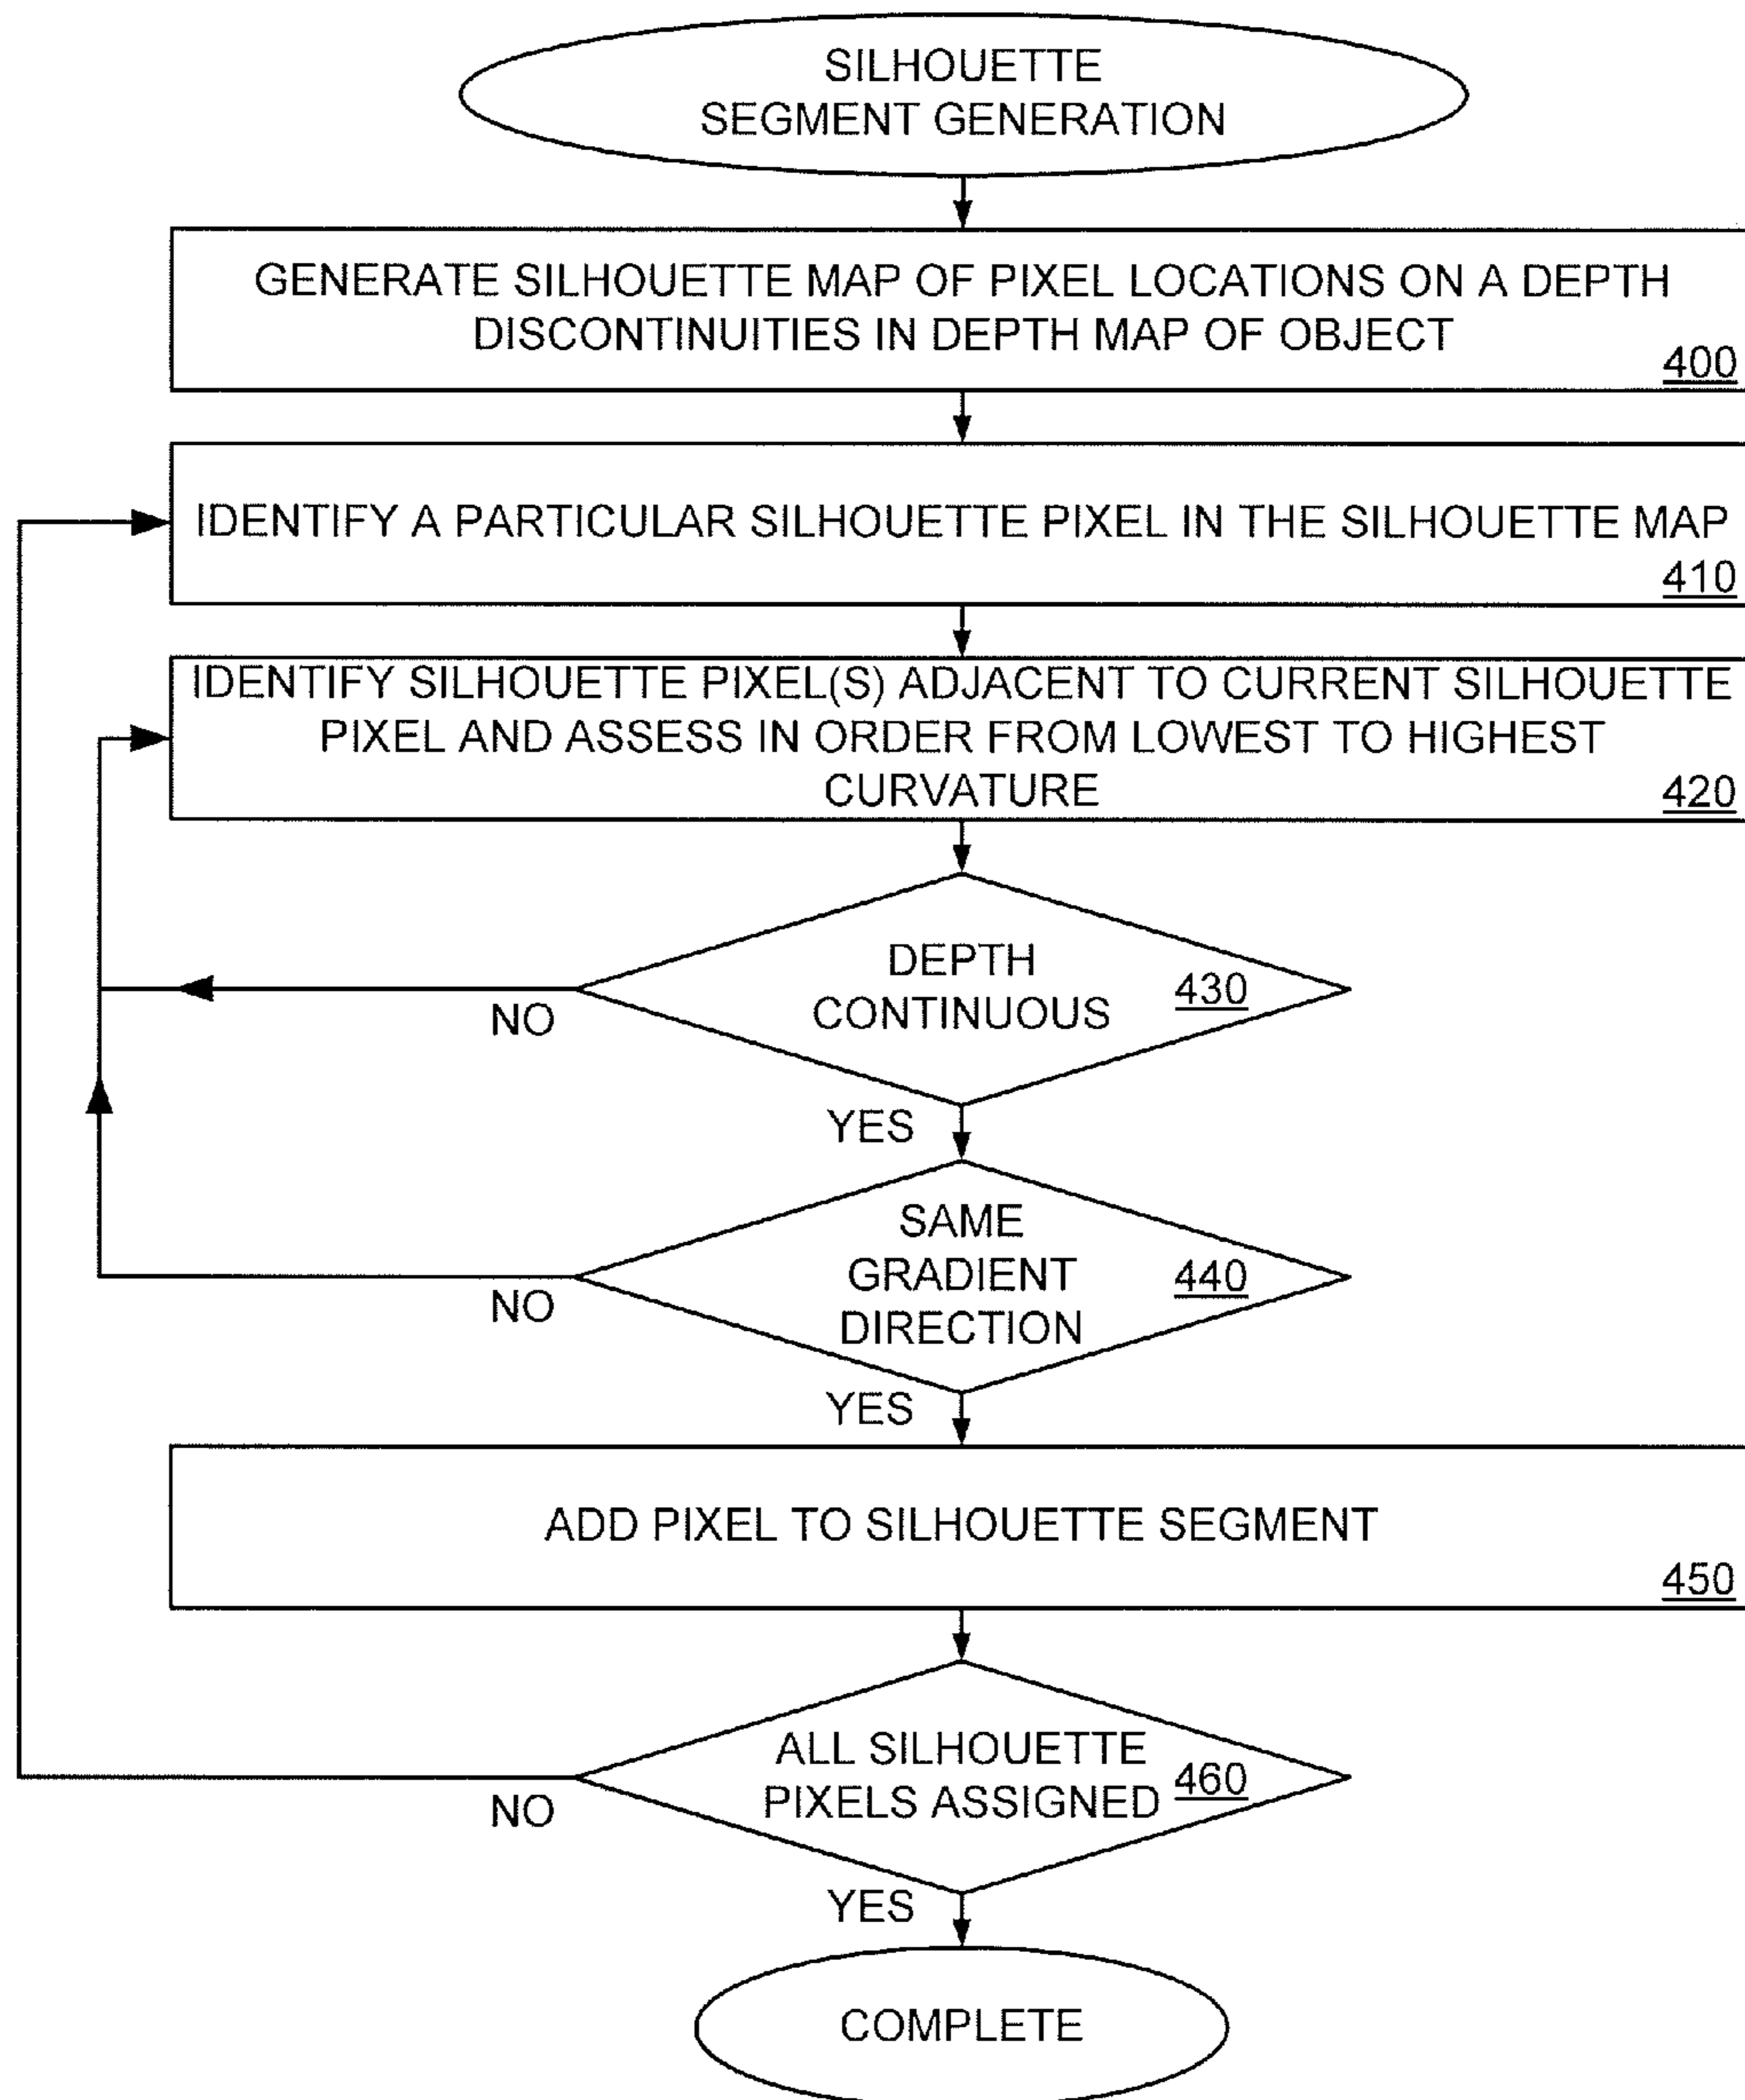 SILHOUETTE
SEGMENT GENERATION
GENERATE SILHOUETTE MAP OF PIXEL LOCATIONS ON A DEPTH
DISCONTINUITIES IN DEPTH MAP OF OBJECT
400
IDENTIFY A PARTICULAR SILHOUETTE PIXEL IN THE SILHOUETTE MAP
410
IDENTIFY SILHOUETTE PIXEL(S) ADJACENT TO CURRENT SILHOUETTE
PIXEL AND ASSESS IN ORDER FROM LOWEST TO HIGHEST
CURVATURE
420
DEPTH
CONTINUOUS
430
NO
YES
SAME
GRADIENT
DIRECTION
440
NO
YES
ADD PIXEL TO SILHOUETTE SEGMENT
450
ALL SILHOUETTE
PIXELS ASSIGNED
460
NO
YES
COMPLETE